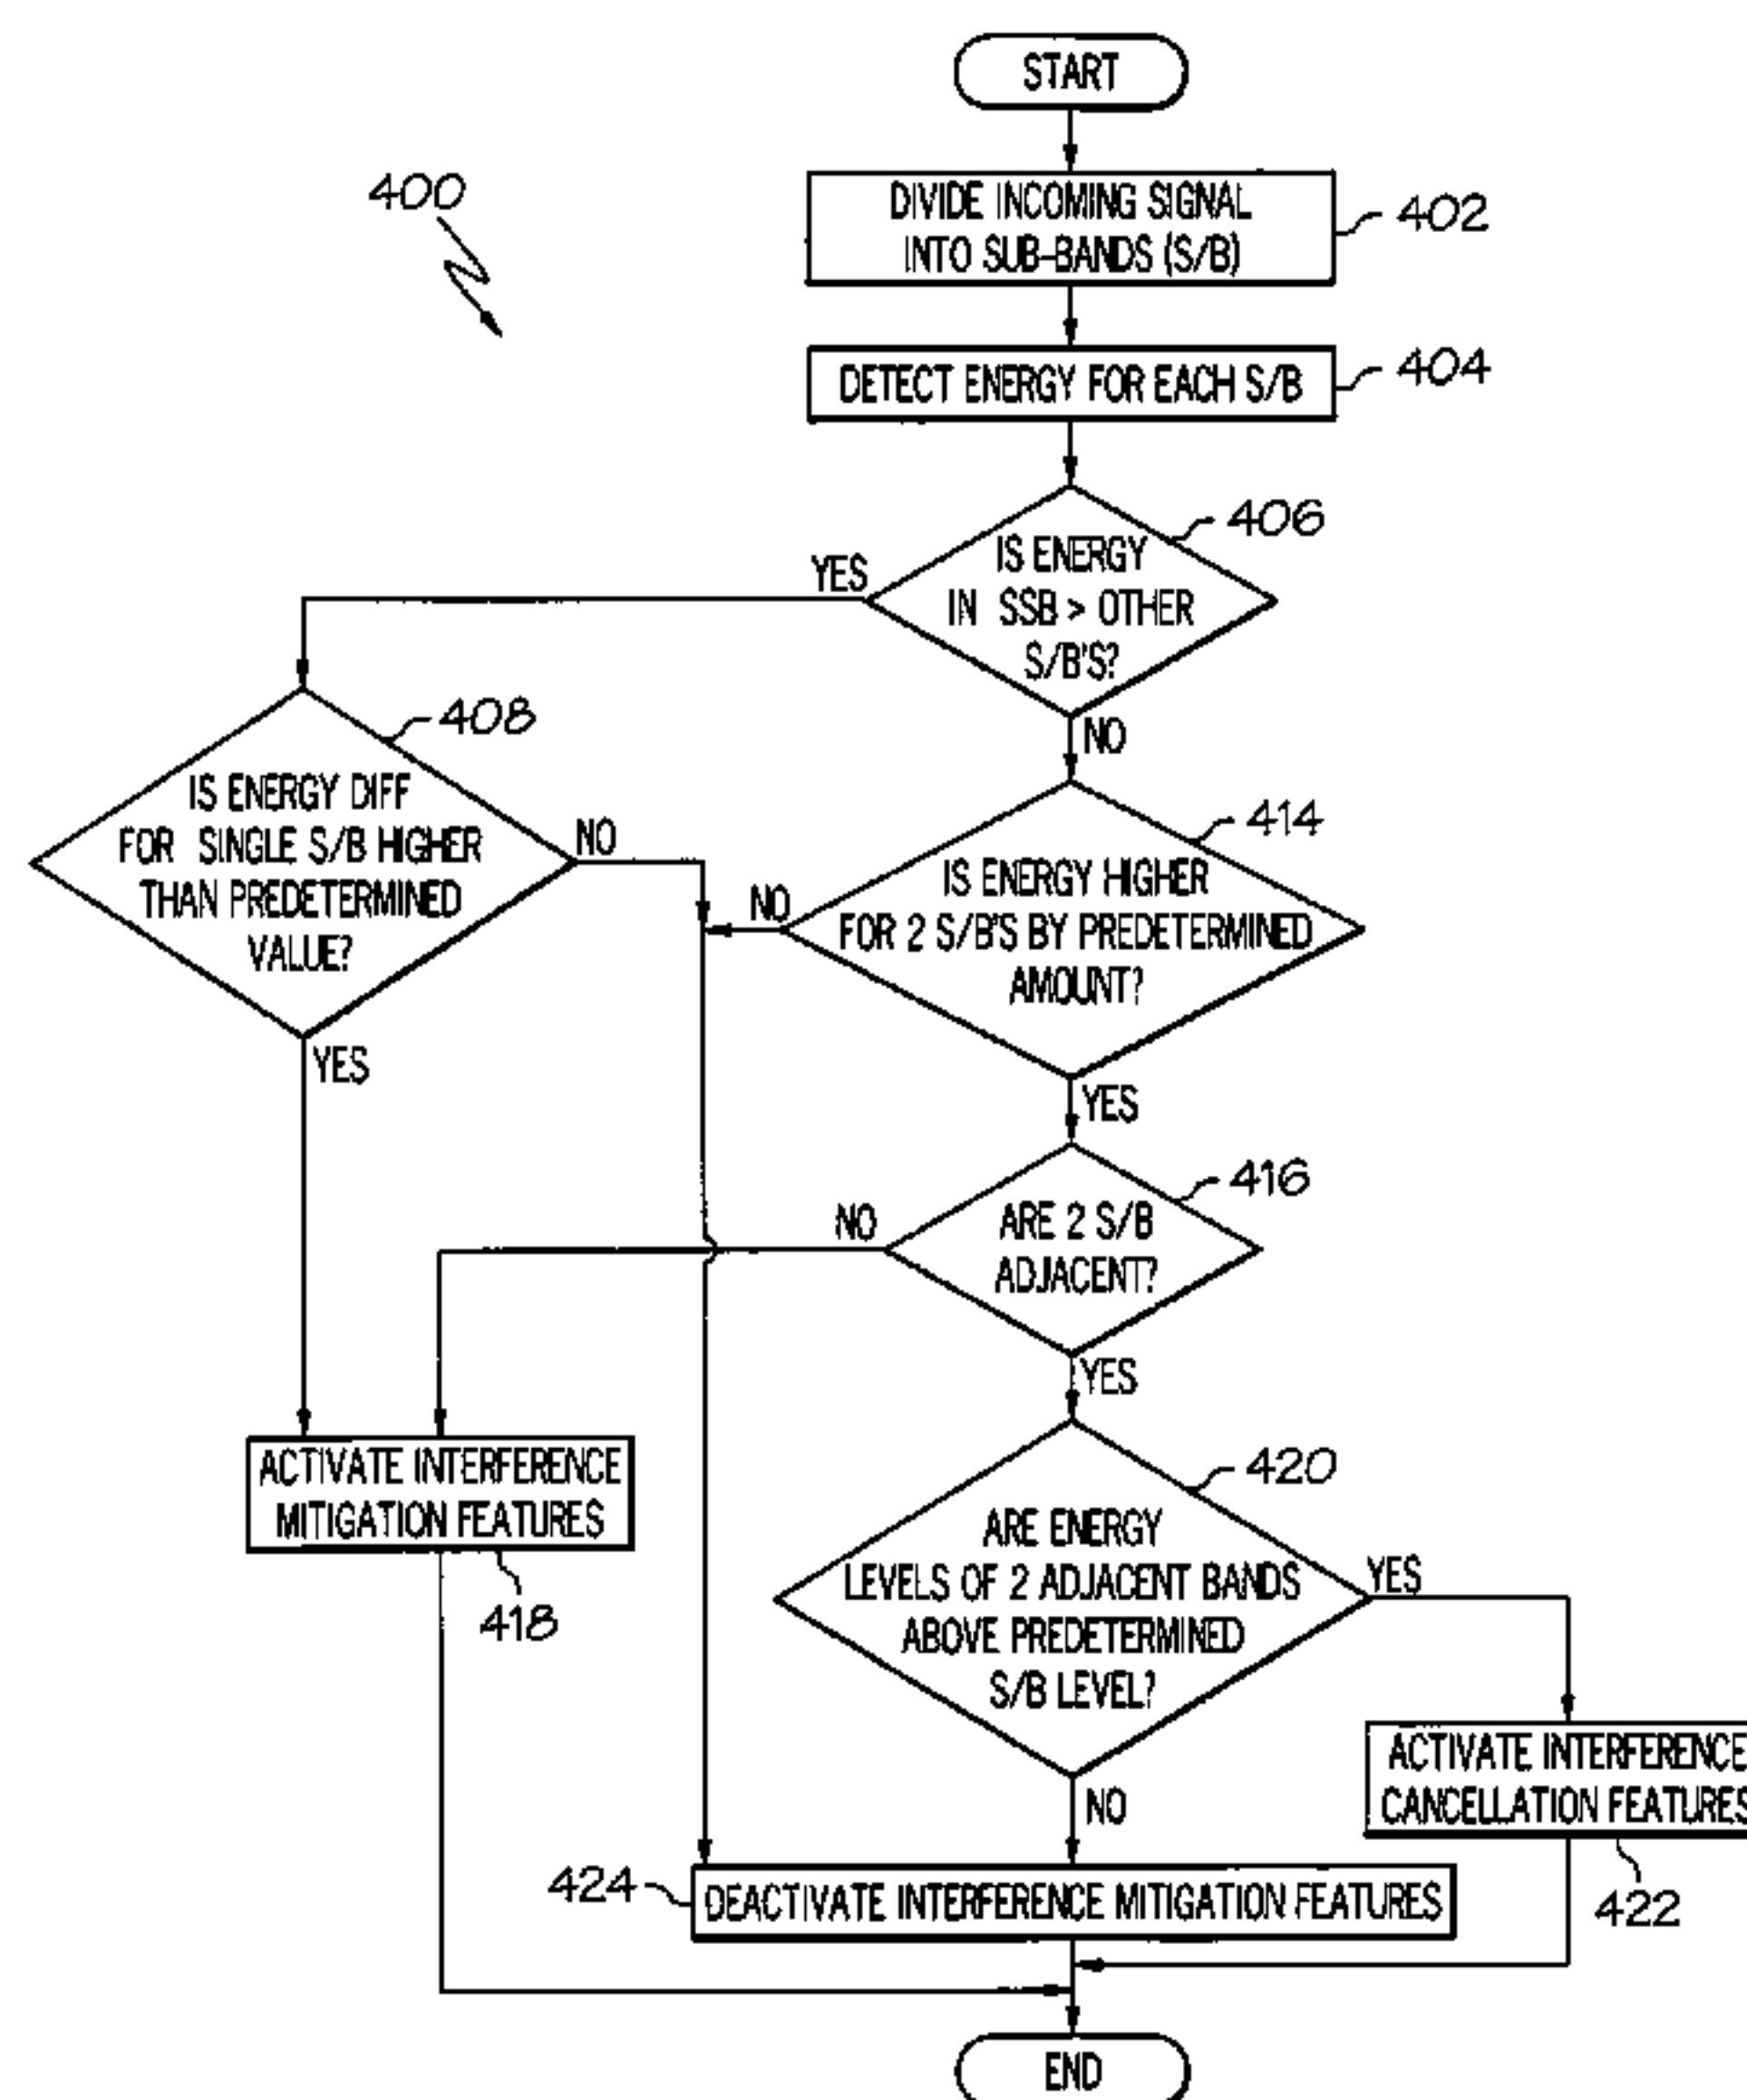 START
400
DIVIDE INCOMING SIGNAL
INTO SUB-BANDS (S/B)
402
DETECT ENERGY FOR EACH S/B
404
406
IS ENERGY
IN SSB > OTHER
S/B'S?
YES
NO
408
IS ENERGY DIFF
FOR SINGLE S/B HIGHER
THAN PREDETERMINED
VALUE?
NO
YES
414
IS ENERGY HIGHER
FOR 2 S/B'S BY PREDETERMINED
AMOUNT?
NO
YES
416
ARE 2 S/B
ADJACENT?
NO
YES
ACTIVATE INTERFERENCE
MITIGATION FEATURES
418
420
ARE ENERGY
LEVELS OF 2 ADJACENT BANDS
ABOVE PREDETERMINED
S/B LEVEL?
YES
NO
ACTIVATE INTERFERENCE
CANCELLATION FEATURES
422
424
DEACTIVATE INTERFERENCE MITIGATION FEATURES
END